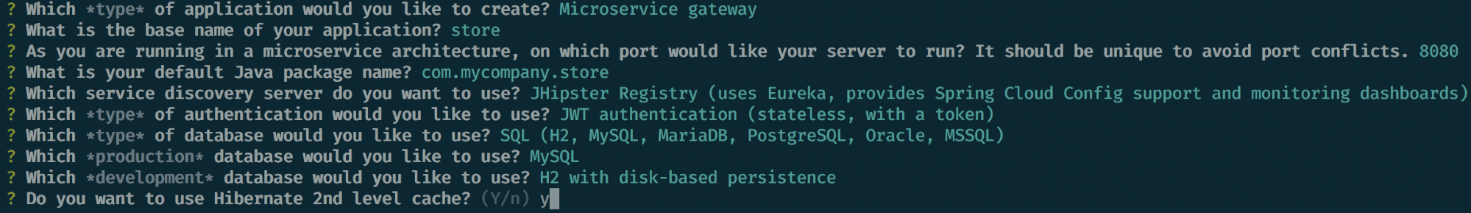 ? Which *type* of application would you like to create? Microservice gateway
? What is the base name of your application? store
? As you are running in a microservice architecture, on which port would like your server to run? It should be unique to avoid port conflicts. 8080
? What is your default Java package name? com.mycompany.store
? Which service discovery server do you want to use? JHipster Registry (uses Eureka, provides Spring Cloud Config support and monitoring dashboards)
? Which *type* of authentication would you like to use? JWT authentication (stateless, with a token)
? Which *type* of database would you like to use? SQL (H2, MySQL, MariaDB, PostgreSQL, Oracle, MSSQL)
? Which *production* database would you like to use? MySQL
? Which *development* database would you like to use? H2 with disk-based persistence
? Do you want to use Hibernate 2nd level cache? (Y/n) y